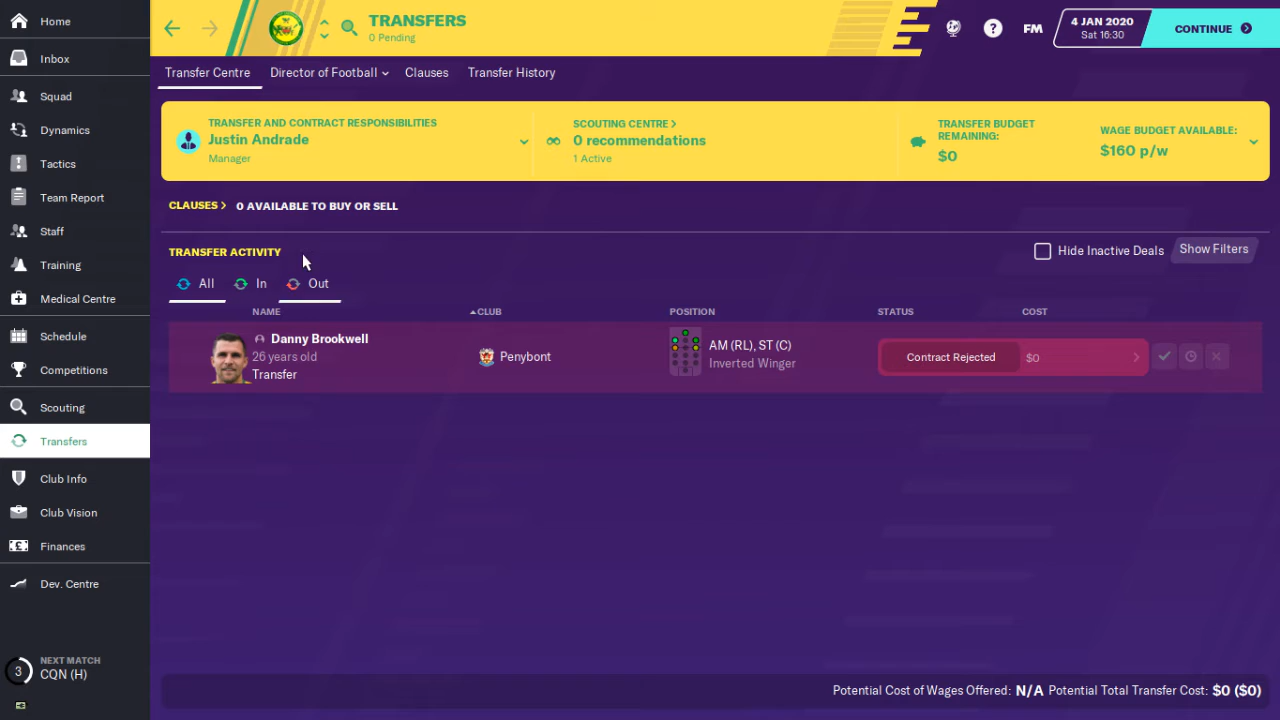 Home
Inbox
Squad
Dynamics
Tactics
Team Report
Staff
Training
Medical Centre
Schedule
Competitions
Scouting
Transfers
Club Info
Club Vision
Finances
Dev. Centre
3
NEXT MATCH
CQN (H)
TRANSFERS
0 Pending
?
FM
4 JAN 2020
Sat 16:30
CONTINUE
Transfer Centre
Director of Football
Clauses
Transfer History
TRANSFER AND CONTRACT RESPONSIBILITIES
Justin Andrade
Manager
SCOUTING CENTRE >
0 recommendations
1 Active
TRANSFER BUDGET
REMAINING:
$0
WAGE BUDGET AVAILABLE:
$160 p/w
CLAUSES > 0 AVAILABLE TO BUY OR SELL
TRANSFER ACTIVITY
Hide Inactive Deals
Show Filters
All
In
Out
NAME
CLUB
POSITION
STATUS
COST
Danny Brookwell
26 years old
Transfer
Penybont
AM (RL), ST (C)
Inverted Winger
Contract Rejected
$0
Potential Cost of Wages Offered: N/A Potential Total Transfer Cost: $0 ($0)